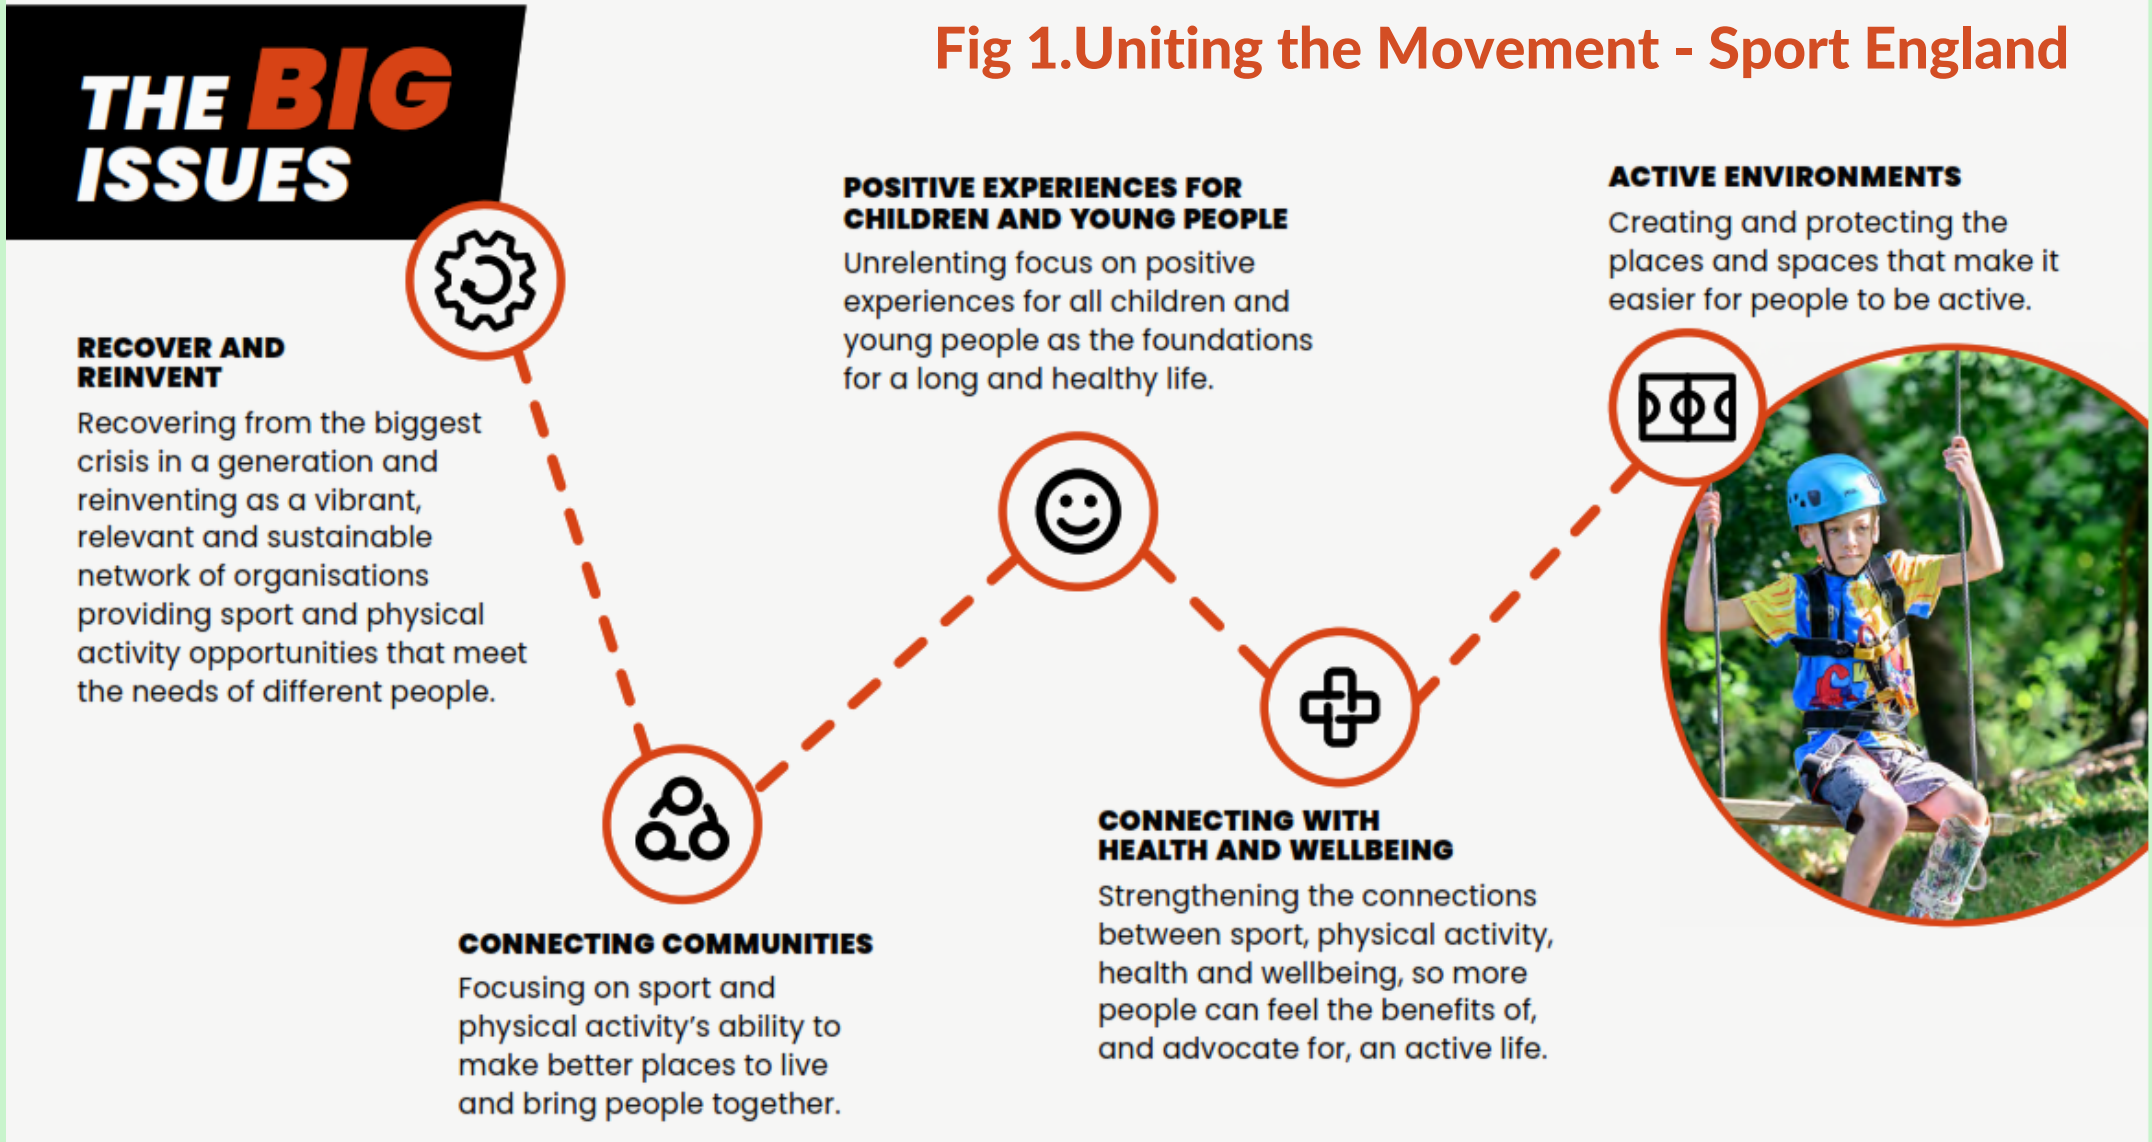 THE BIG
ISSUES
Fig 1.Uniting the Movement - Sport England
RECOVER AND
REINVENT
Recovering from the biggest
crisis in a generation and
reinventing as a vibrant,
relevant and sustainable
network of organisations
providing sport and physical
activity opportunities that meet
the needs of different people.
CONNECTING COMMUNITIES
Focusing on sport and
physical activity’s ability to
make better places to live
and bring people together.
POSITIVE EXPERIENCES FOR
CHILDREN AND YOUNG PEOPLE
Unrelenting focus on positive
experiences for all children and
young people as the foundations
for a long and healthy life.
CONNECTING WITH
HEALTH AND WELLBEING
Strengthening the connections
between sport, physical activity,
health and wellbeing, so more
people can feel the benefits of,
and advocate for, an active life.
ACTIVE ENVIRONMENTS
Creating and protecting the
places and spaces that make it
easier for people to be active.